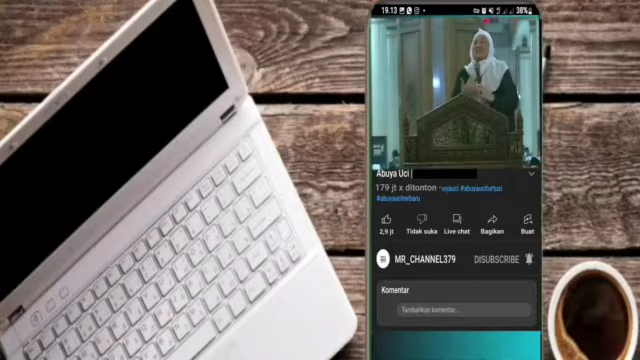 19.13
38%
Abuya Uci |
179 jt x ditonton
#abuyauciterbaru
2,9 jt
Tidak suka
Live chat
Bagikan
Buat
MR_CHANNEL379
DISUBSCRIBE
Komentar
Tambahkan komentar...